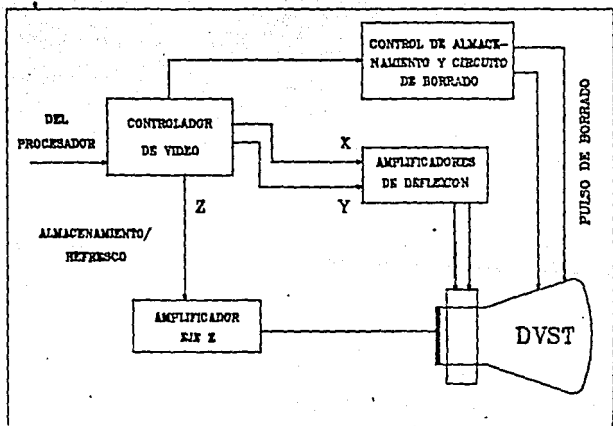 CONTROL DE ALMACE-
NAMIENTO Y CIRCUITO
DE BORRADO
DEL
PROCESADOR
CONTROLADOR
DE VIDEO
X
Y
AMPLIFICADORES
DE DEFLEXION
PULSO DE BORRADO
Z
ALMACENAMIENTO/
REFRESCO
AMPLIFICADOR
EJE Z
DVST